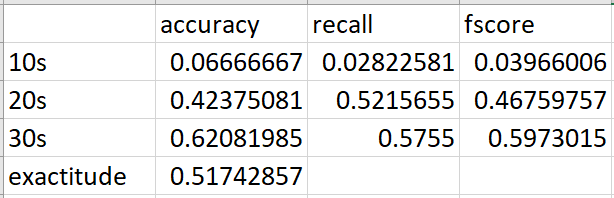 accuracy recall fscore
10s 0.06666667 0.02822581 0.03966006
20s 0.42375081 0.5215655 0.46759757
30s 0.62081985 0.5755 0.5973015
exactitude 0.51742857